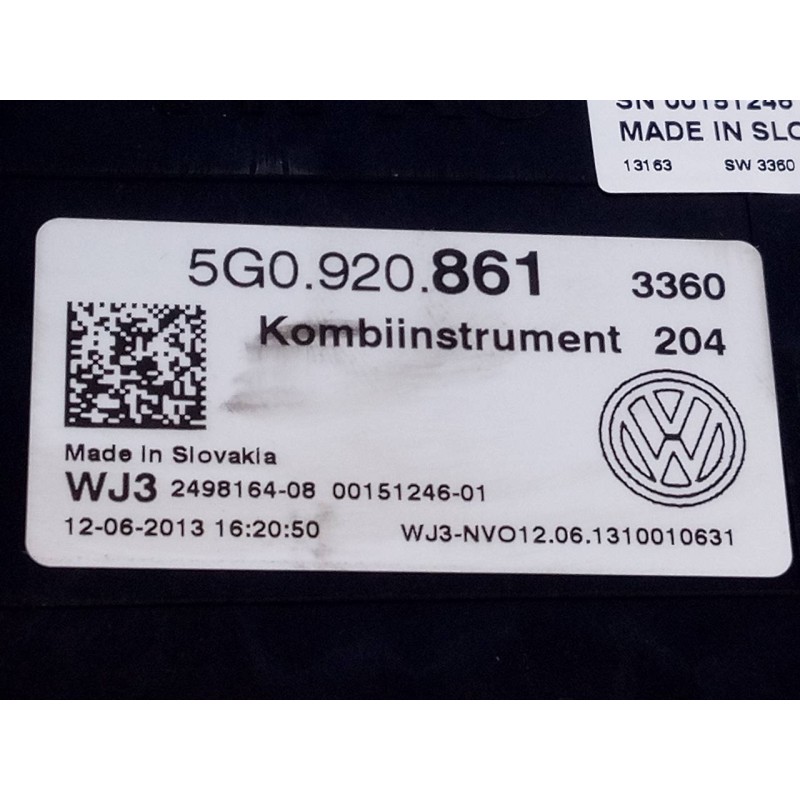 SN 00151246
MADE IN SLO
13163 SW 3360
5G0.920.861 3360
Kombiinstrument 204
Made in Slovakia
WJ3 2498164-08 00151246-01
12-06-2013 16:20:50 WJ3-NVO12.06.1310010631